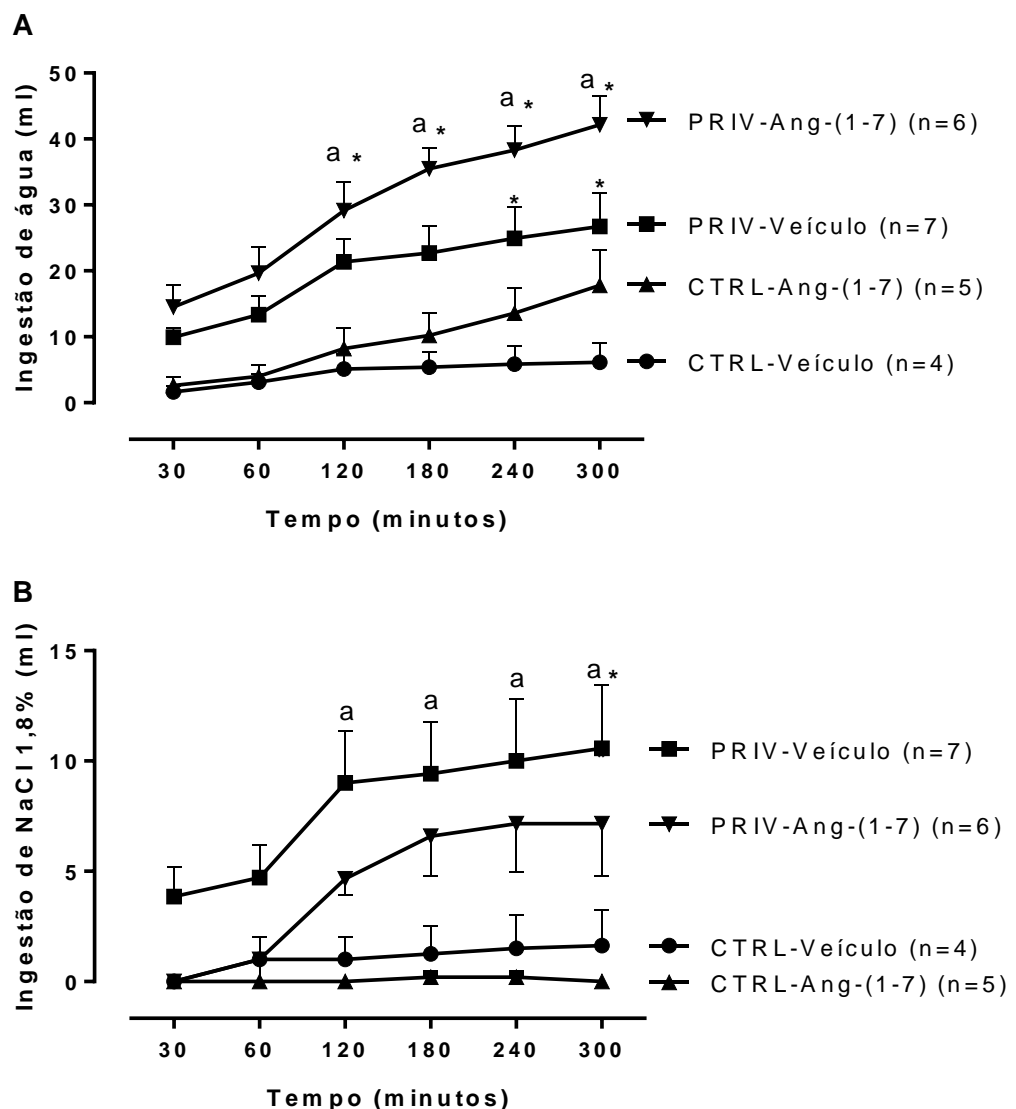 A
Ingestão de água (ml)
50
40
30
20
10
0
a *
a *
a *
a *
*
*
PRIV-Ang-(1-7) (n=6)
PRIV-Veículo (n=7)
CTRL-Ang-(1-7) (n=5)
CTRL-Veículo (n=4)
30 60 120 180 240 300
Tempo (minutos)
B
Ingestão de NaCl 1,8% (ml)
15
10
5
0
a
a
a
a *
PRIV-Veículo (n=7)
PRIV-Ang-(1-7) (n=6)
CTRL-Veículo (n=4)
CTRL-Ang-(1-7) (n=5)
30 60 120 180 240 300
Tempo (minutos)